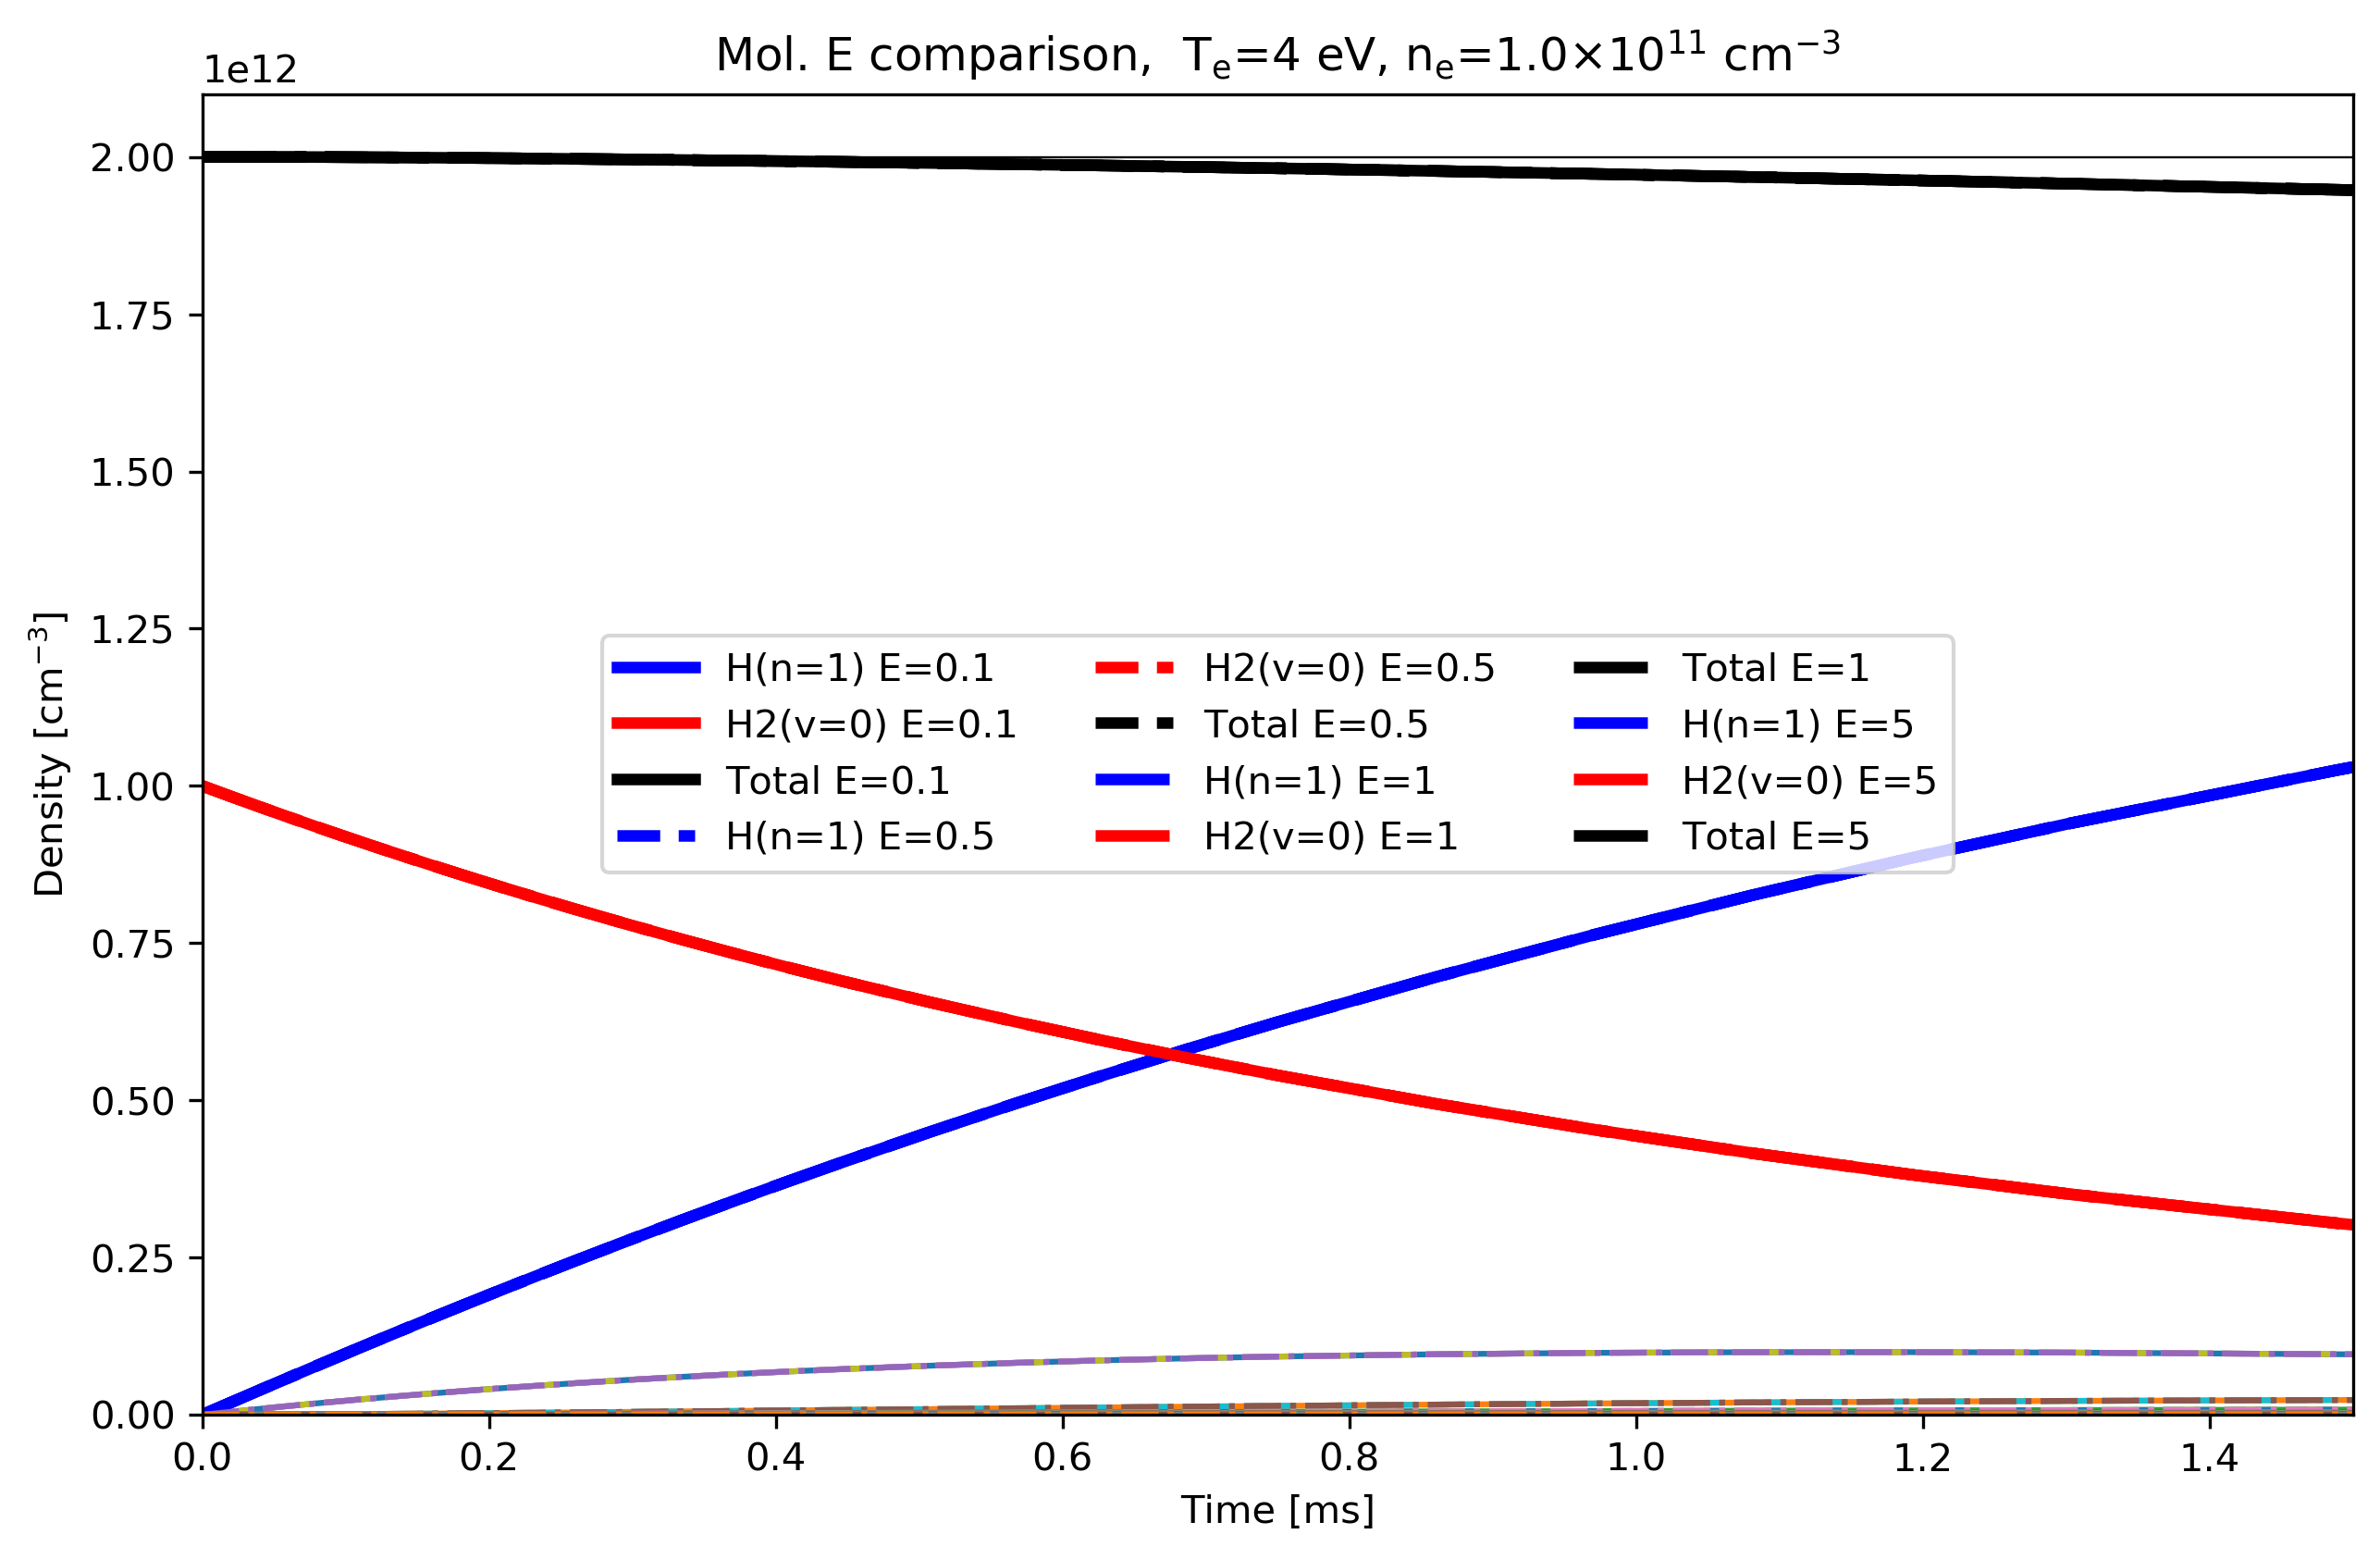 Mol. E comparison,  Tₑ=4 eV, nₑ=1.0×10¹¹ cm⁻³
1e12
2.00
1.75
1.50
1.25
1.00
0.75
0.50
0.25
0.00
Density [cm⁻³]
H(n=1) E=0.1
H2(v=0) E=0.1
Total E=0.1
H(n=1) E=0.5
H2(v=0) E=0.5
Total E=0.5
H(n=1) E=1
H2(v=0) E=1
Total E=1
H(n=1) E=5
H2(v=0) E=5
Total E=5
0.0 0.2 0.4 0.6 0.8 1.0 1.2 1.4
Time [ms]